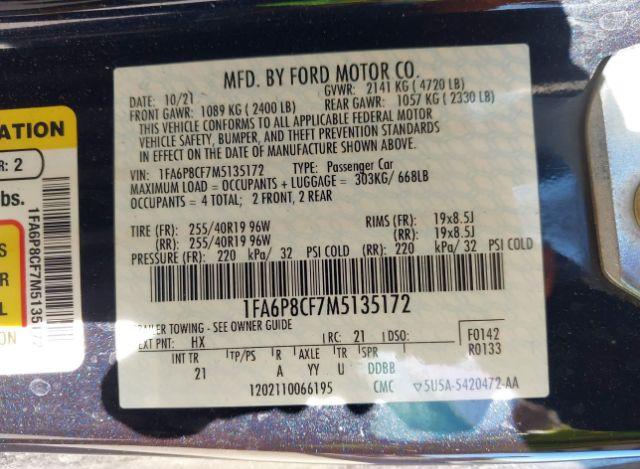 MFD. BY FORD MOTOR CO.
DATE: 10/21 GVWR: 2141 KG ( 4720 LB)
FRONT GAWR: 1089 KG ( 2400 LB) REAR GAWR: 1057 KG ( 2330 LB)
THIS VEHICLE CONFORMS TO ALL APPLICABLE FEDERAL MOTOR
VEHICLE SAFETY, BUMPER, AND THEFT PREVENTION STANDARDS
IN EFFECT ON THE DATE OF MANUFACTURE SHOWN ABOVE.
VIN: 1FA6P8CF7M5135172 TYPE: Passenger Car
MAXIMUM LOAD = OCCUPANTS + LUGGAGE = 303KG/ 668LB
OCCUPANTS = 4 TOTAL; 2 FRONT, 2 REAR
TIRE (FR): 255/40R19 96W RIMS (FR): 19x8.5J
(RR): 255/40R19 96W (RR): 19x8.5J
PRESSURE (FR): 220 kPa/ 32 PSI COLD (RR): 220 kPa/ 32 PSI COLD
1FA6P8CF7M5135172
TRAILER TOWING - SEE OWNER GUIDE
EXT PNT: HX RC: 21 DSO: F0142
R0133
INT TR TP/PS R AXLE TR SPR
21 A YY U DDBB
1202110066195 CMC ▽5U5A-5420472-AA
ATION
R: 2
bs.
S
R
L
1FA6P8CF7M5135172